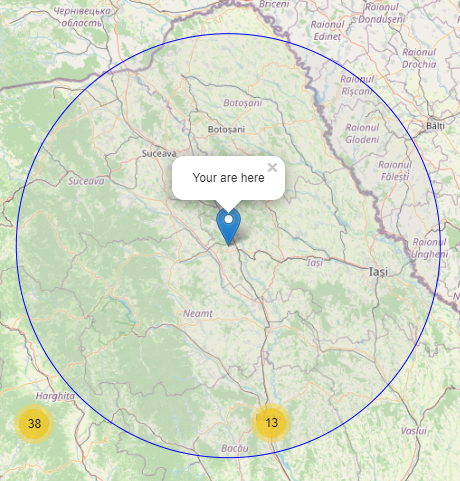 Чернівецька
область
Briceni
Raionul
Dondușeni
Raionul
Edineț
Raionul
Drochia
Raionul
Rîșcani
Botoșani
Botoșani
Raionul
Glodeni
Bălți
Suceava
Raionul
Fălești
Your are here
×
Suceava
Raionul
Ungheni
Iași
Iași
Neamț
Harghita
38
13
Vaslui
Bacău